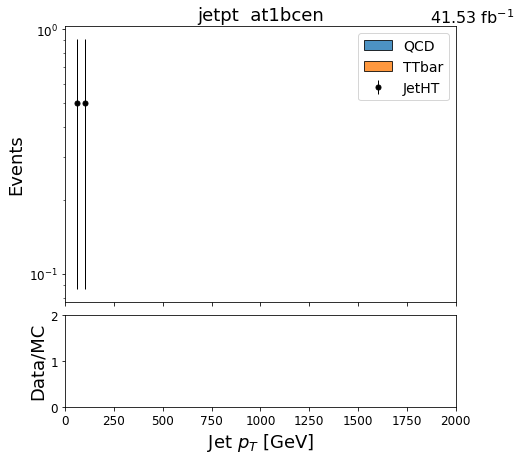 jetpt at1bcen
41.53 fb⁻¹
QCD
TTbar
JetHT
Events
10⁰
10⁻¹
Data/MC
2
1
0
0 250 500 750 1000 1250 1500 1750 2000
Jet p_T [GeV]